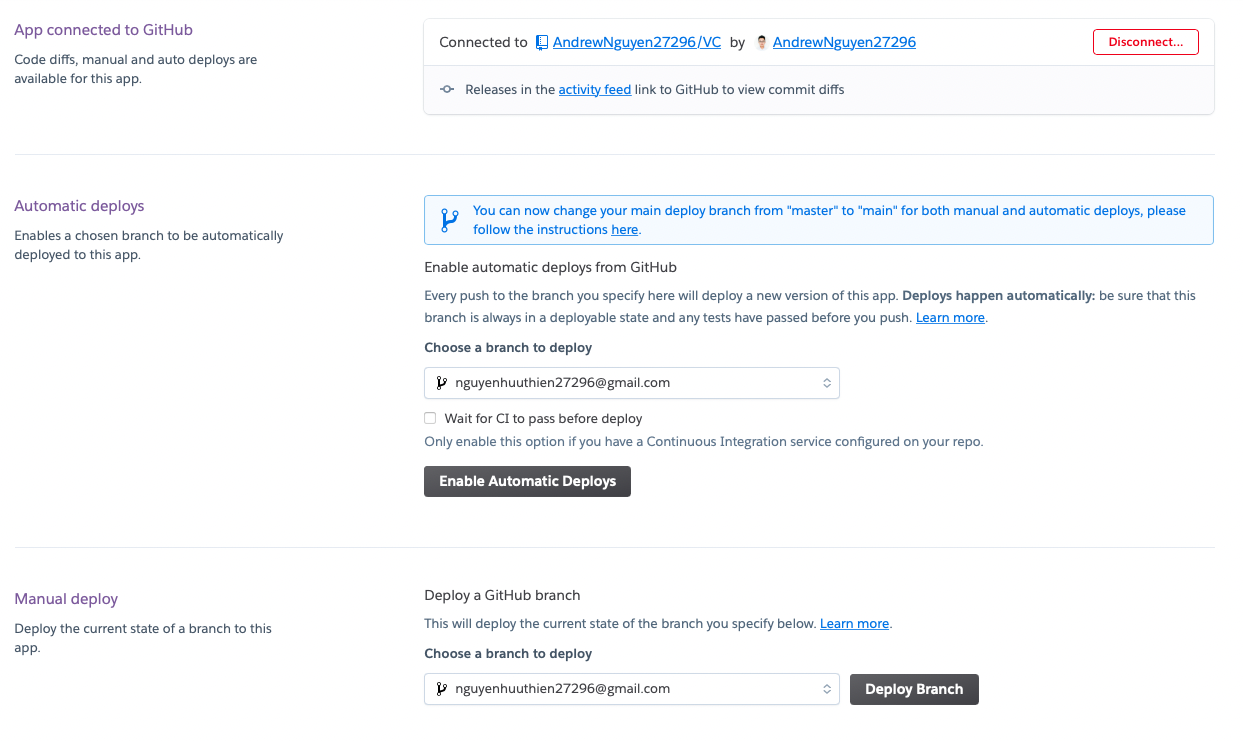 App connected to GitHub
Code diffs, manual and auto deploys are
available for this app.
Connected to AndrewNguyen27296/VC by AndrewNguyen27296
Disconnect...
Releases in the activity feed link to GitHub to view commit diffs
Automatic deploys
Enables a chosen branch to be automatically
deployed to this app.
You can now change your main deploy branch from "master" to "main" for both manual and automatic deploys, please
follow the instructions here.
Enable automatic deploys from GitHub
Every push to the branch you specify here will deploy a new version of this app. Deploys happen automatically: be sure that this
branch is always in a deployable state and any tests have passed before you push. Learn more.
Choose a branch to deploy
nguyenhuuthien27296@gmail.com
Wait for CI to pass before deploy
Only enable this option if you have a Continuous Integration service configured on your repo.
Enable Automatic Deploys
Manual deploy
Deploy the current state of a branch to this
app.
Deploy a GitHub branch
This will deploy the current state of the branch you specify below. Learn more.
Choose a branch to deploy
nguyenhuuthien27296@gmail.com
Deploy Branch